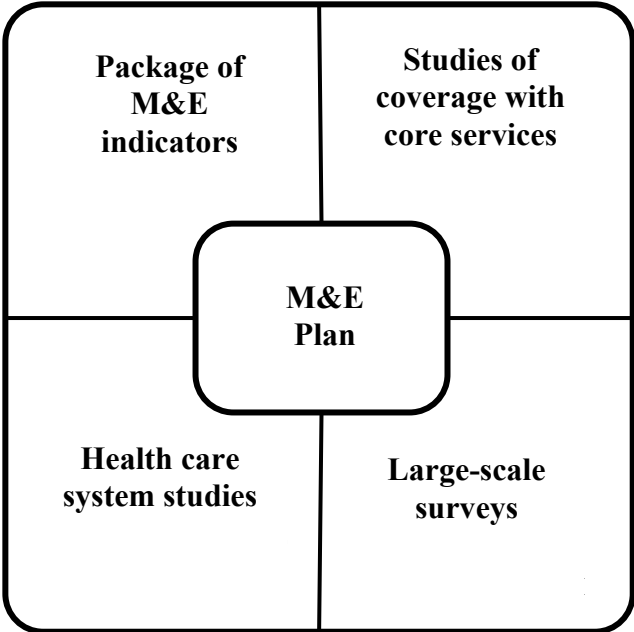 Package of
M&E
indicators
Studies of
coverage with
core services
M&E
Plan
Health care
system studies
Large-scale
surveys